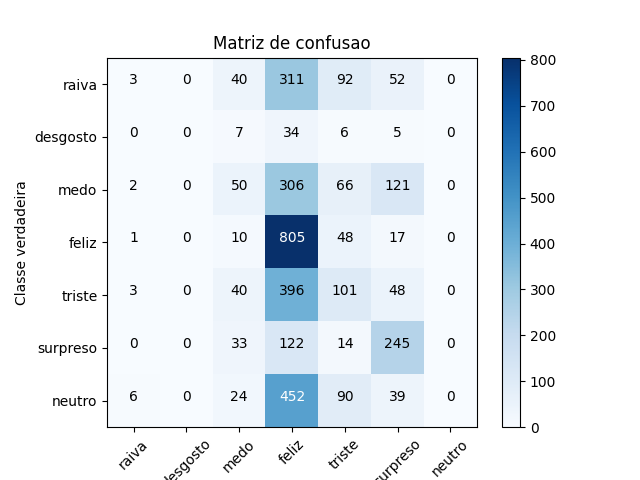 Matriz de confusao
raiva 3 0 40 311 92 52 0
desgosto 0 0 7 34 6 5 0
medo 2 0 50 306 66 121 0
feliz 1 0 10 805 48 17 0
triste 3 0 40 396 101 48 0
surpreso 0 0 33 122 14 245 0
neutro 6 0 24 452 90 39 0
Classe verdadeira
raiva esgosto medo feliz triste urpreso neutro
800
700
600
500
400
300
200
100
0